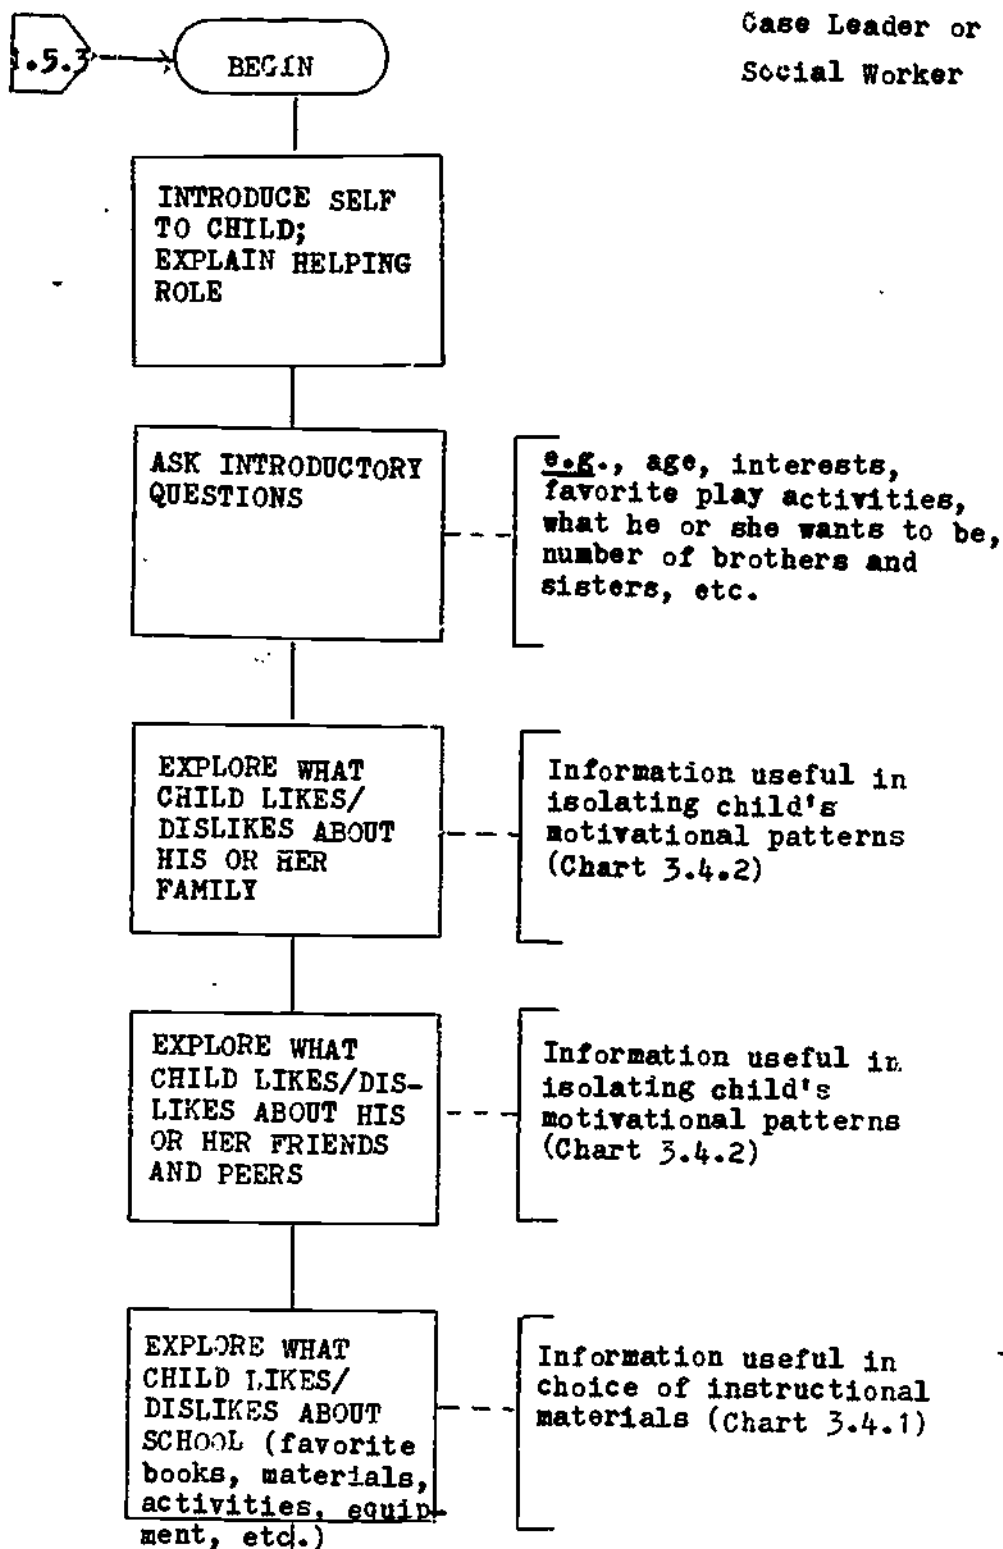 Case Leader or
Social Worker
.5.3
BEGIN
INTRODUCE SELF
TO CHILD;
EXPLAIN HELPING
ROLE
ASK INTRODUCTORY
QUESTIONS
e.g., age, interests,
favorite play activities,
what he or she wants to be,
number of brothers and
sisters, etc.
EXPLORE WHAT
CHILD LIKES/
DISLIKES ABOUT
HIS OR HER
FAMILY
Information useful in
isolating child's
motivational patterns
(Chart 3.4.2)
EXPLORE WHAT
CHILD LIKES/DIS-
LIKES ABOUT HIS
OR HER FRIENDS
AND PEERS
Information useful in
isolating child's
motivational patterns
(Chart 3.4.2)
EXPLORE WHAT
CHILD LIKES/
DISLIKES ABOUT
SCHOOL (favorite
books, materials,
activities, equip-
ment, etc.)
Information useful in
choice of instructional
materials (Chart 3.4.1)